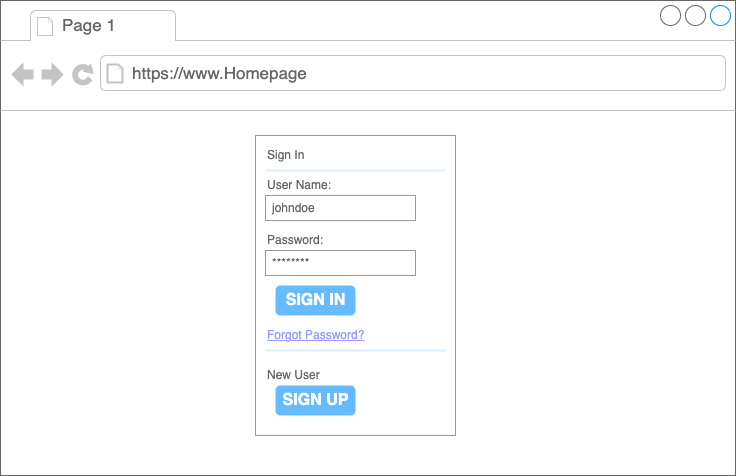 Page 1
https://www.Homepage
Sign In
User Name:
johndoe
Password:
********
SIGN IN
Forgot Password?
New User
SIGN UP